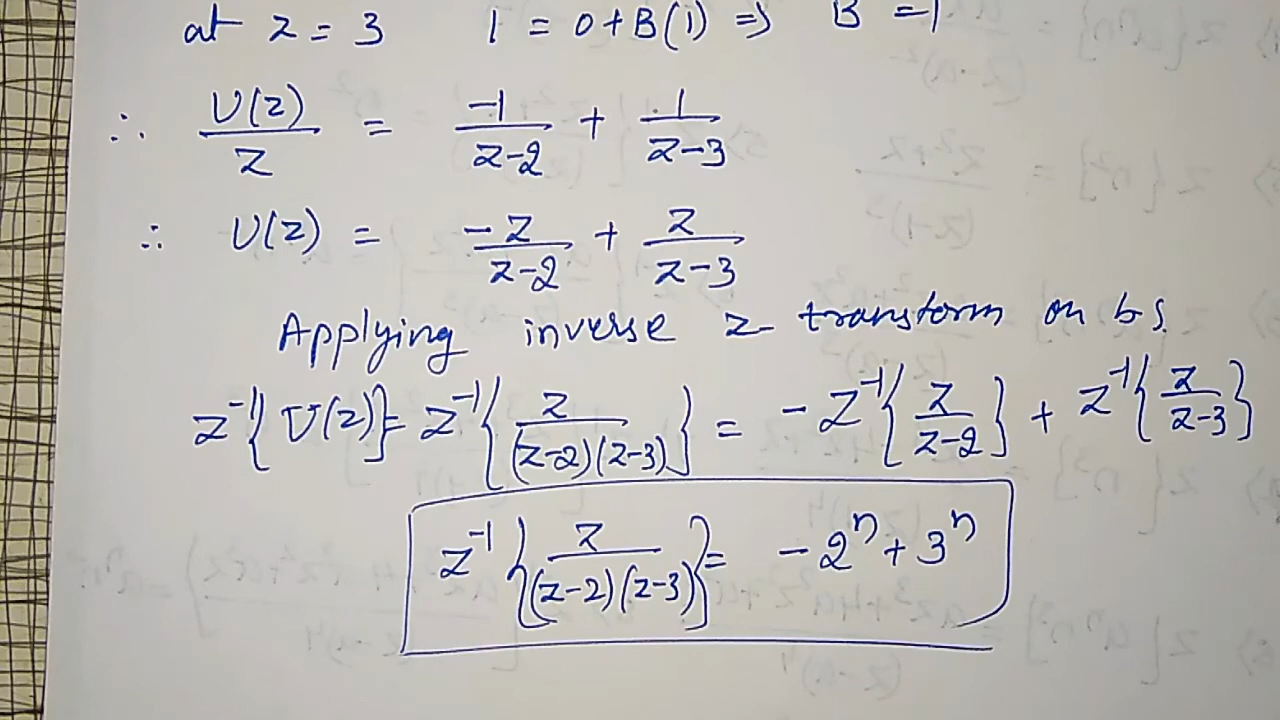 at z = 3 1 = 0 + B(1) ⇒ B = 1
∴ U(z)/z = -1/(z-2) + 1/(z-3)
∴ U(z) = -z/(z-2) + z/(z-3)
Applying inverse z- transform on b s.
z⁻¹{U(z)} = z⁻¹{z/((z-2)(z-3))} = -z⁻¹{z/(z-2)} + z⁻¹{z/(z-3)}
z⁻¹{z/((z-2)(z-3))} = -2ⁿ + 3ⁿ